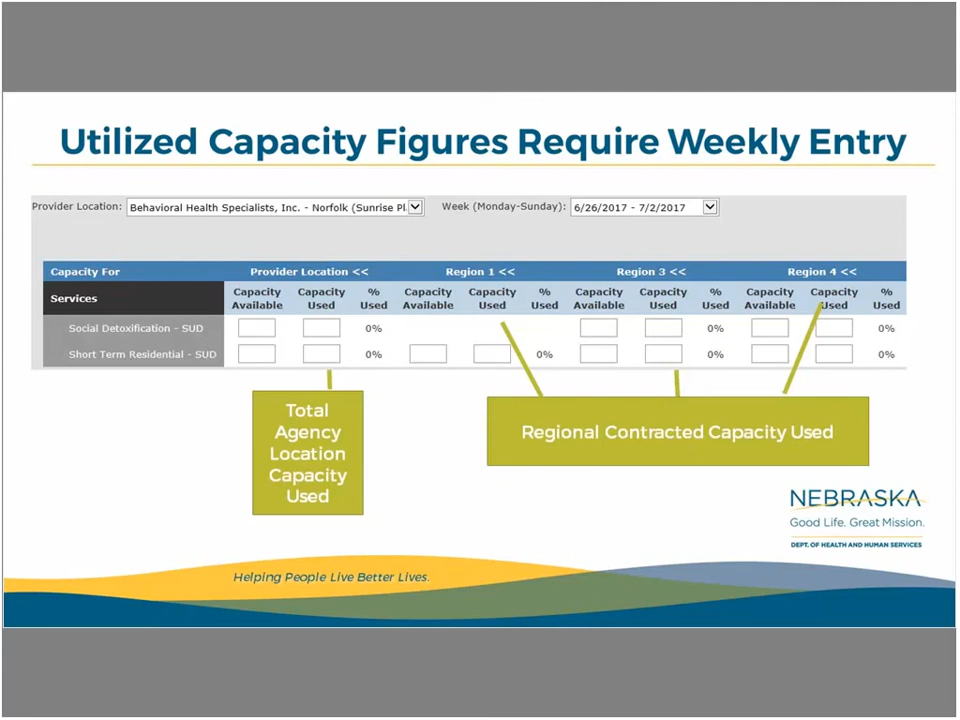 Utilized Capacity Figures Require Weekly Entry
Provider Location: Behavioral Health Specialists, Inc. - Norfolk (Sunrise Pl. Week (Monday-Sunday): 6/26/2017 - 7/2/2017
Capacity For Provider Location << Region 1 << Region 3 << Region 4 <<
Services Capacity Available Capacity Used % Used Capacity Available Capacity Used % Used Capacity Available Capacity Used % Used Capacity Available Capacity Used % Used
Social Detoxification - SUD 0% 0% 0%
Short Term Residential - SUD 0% 0% 0% 0%
Total
Agency
Location
Capacity
Used
Regional Contracted Capacity Used
NEBRASKA
Good Life. Great Mission.
DEPT. OF HEALTH AND HUMAN SERVICES
Helping People Live Better Lives.